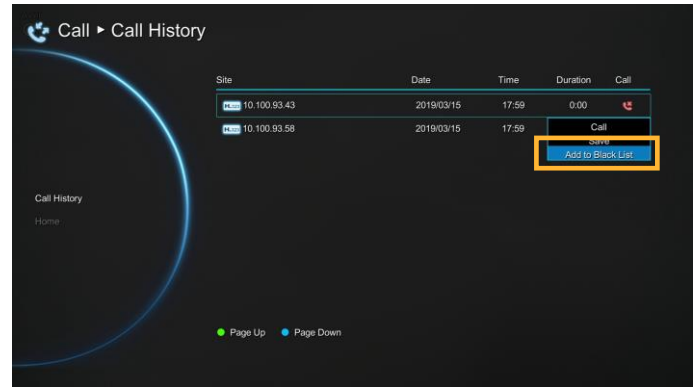 Call ▸ Call History
Site Date Time Duration Call
H.323 10.100.93.43 2019/03/15 17:59 0:00
H.323 10.100.93.58 2019/03/15 17:59
Call
Save
Add to Black List
Call History
Home
Page Up Page Down